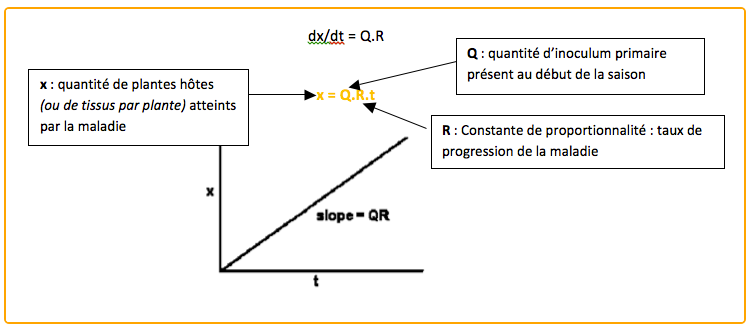 dx/dt = Q.R
Q : quantité d'inoculum primaire
présent au début de la saison
x : quantité de plantes hôtes
(ou de tissus par plante) atteints
par la maladie
x = Q.R.t
R : Constante de proportionnalité : taux de
progression de la maladie
x
slope = QR
t